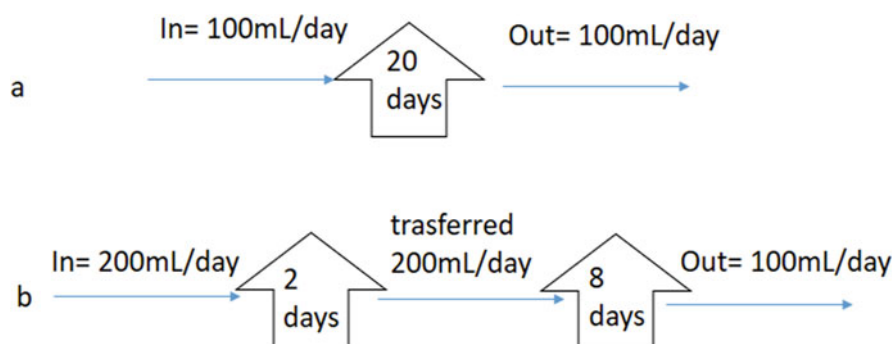 In= 100mL/day
20
days
Out= 100mL/day
a
In= 200mL/day
2
days
trasferred
200mL/day
8
days
Out= 100mL/day
b